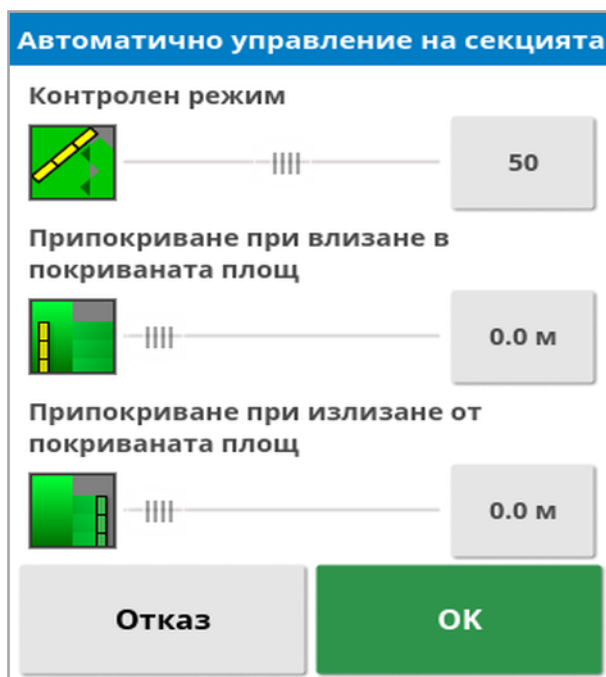 Автоматично управление на секцията
Контролен режим
50
Припокриване при влизане в
покриваната площ
0.0 м
Припокриване при излизане от
покриваната площ
0.0 м
Отказ
OK